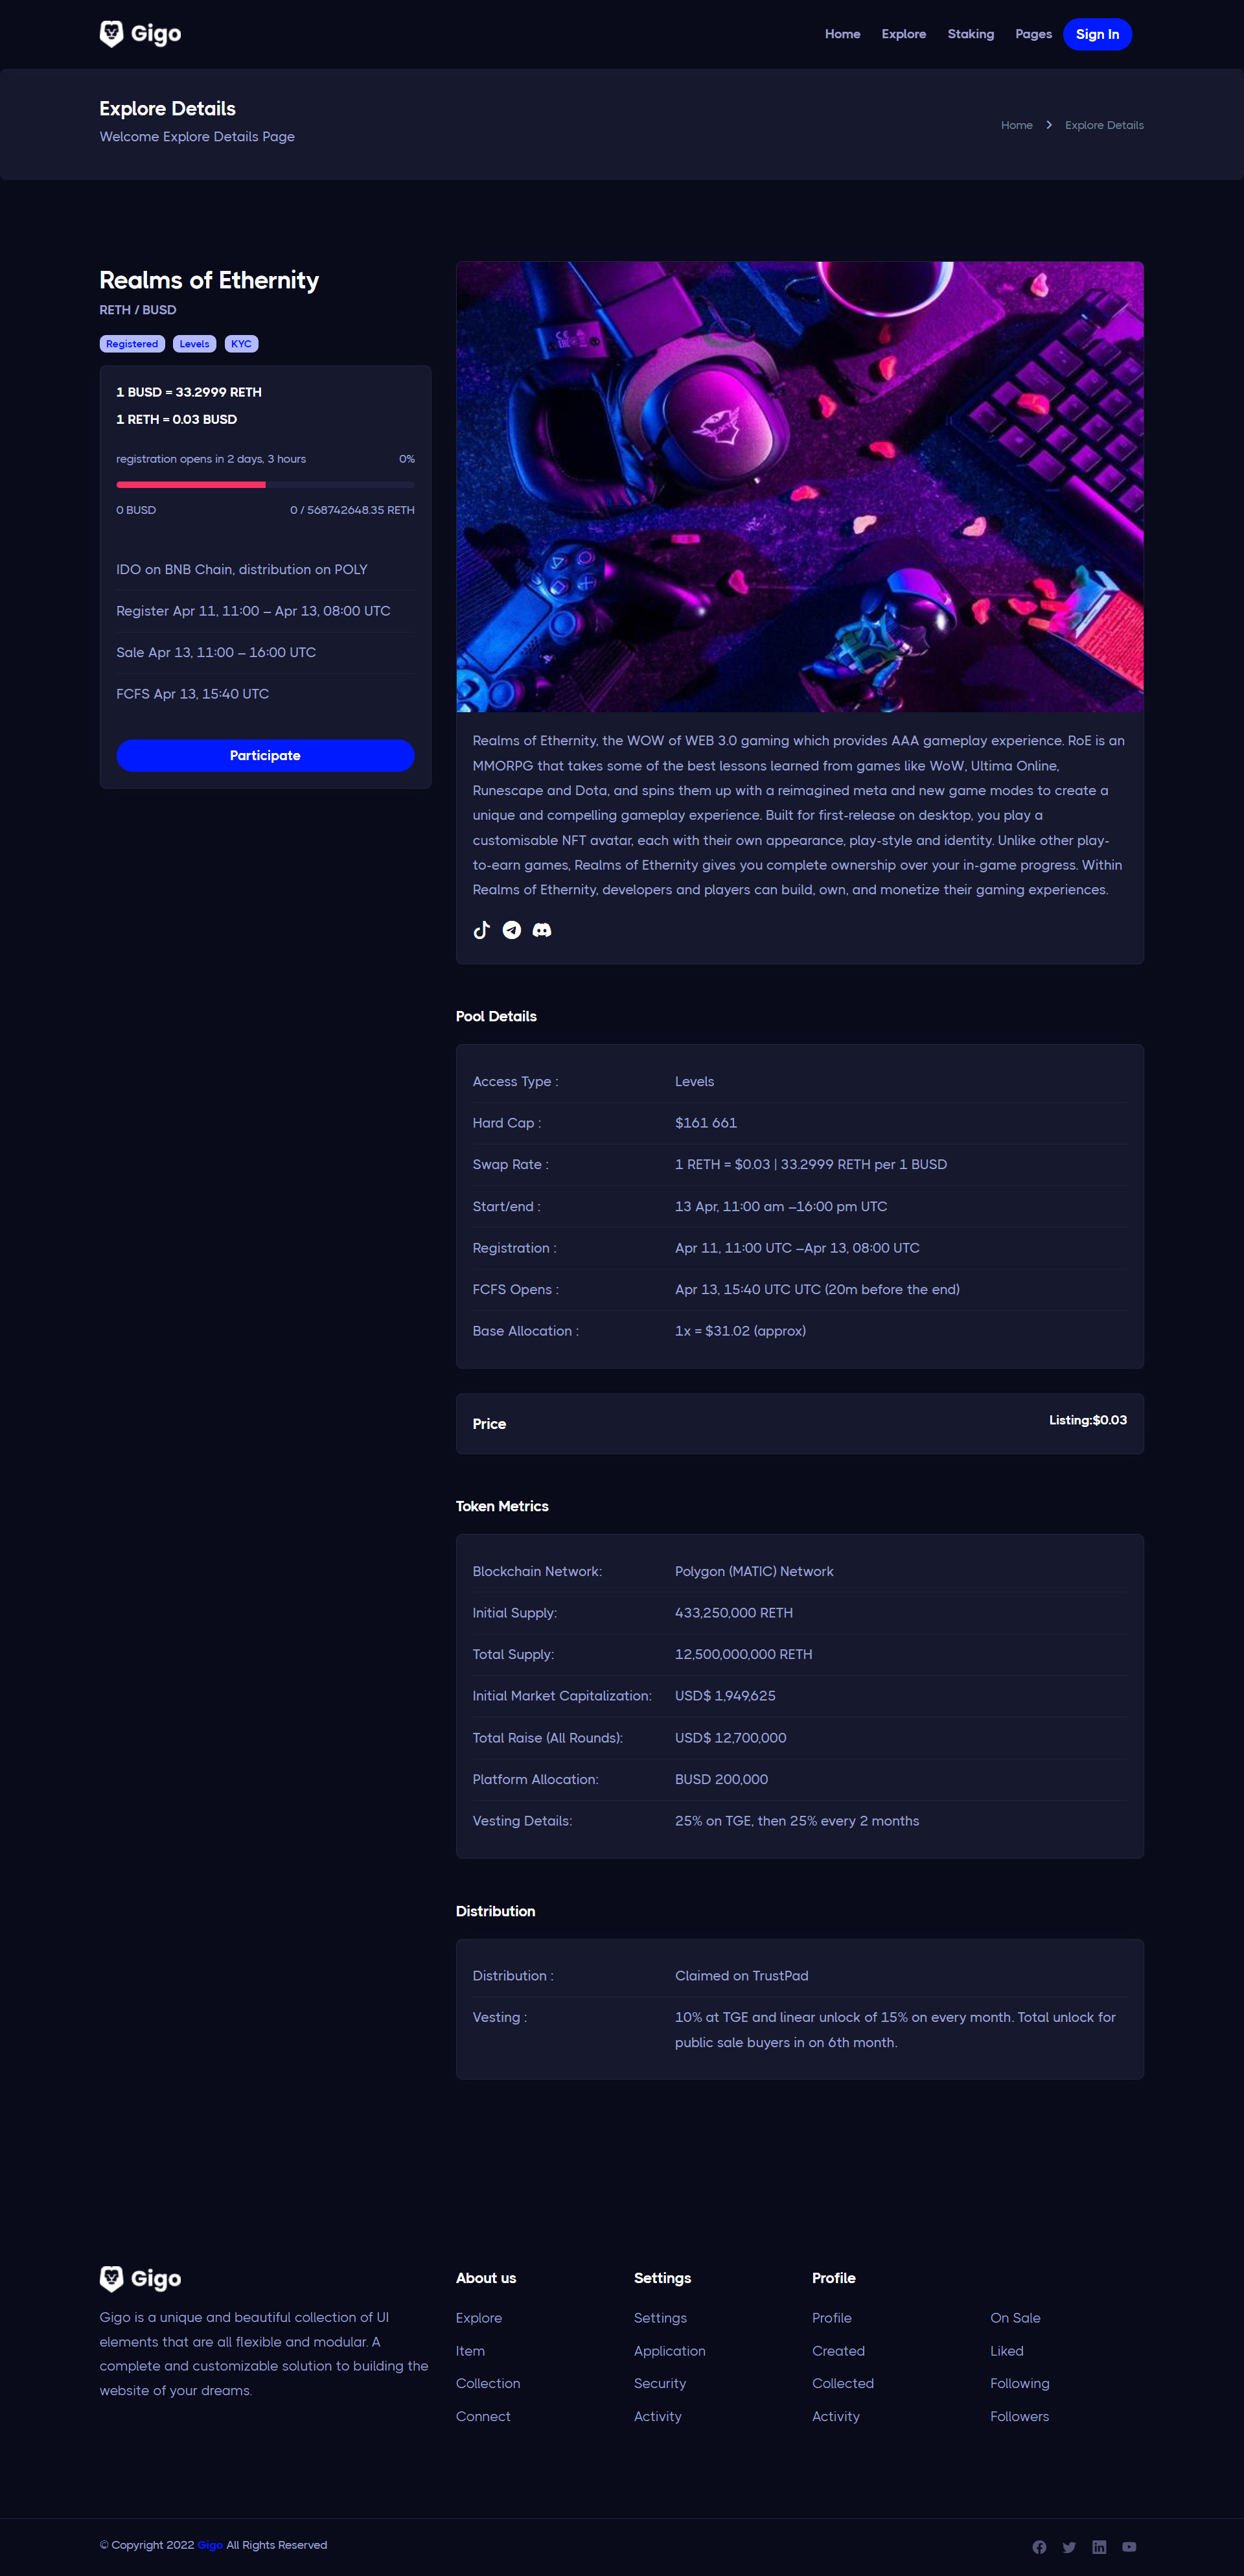 Gigo
Home Explore Staking Pages Sign In
Explore Details
Welcome Explore Details Page
Home Explore Details
Realms of Ethernity
RETH / BUSD
Registered Levels KYC
1 BUSD = 33.2999 RETH
1 RETH = 0.03 BUSD
registration opens in 2 days, 3 hours 0%
0 BUSD 0 / 568742648.35 RETH
IDO on BNB Chain, distribution on POLY
Register Apr 11, 11:00 – Apr 13, 08:00 UTC
Sale Apr 13, 11:00 – 16:00 UTC
FCFS Apr 13, 15:40 UTC
Participate
Realms of Ethernity, the WOW of WEB 3.0 gaming which provides AAA gameplay experience. RoE is an
MMORPG that takes some of the best lessons learned from games like WoW, Ultima Online,
Runescape and Dota, and spins them up with a reimagined meta and new game modes to create a
unique and compelling gameplay experience. Built for first-release on desktop, you play a
customisable NFT avatar, each with their own appearance, play-style and identity. Unlike other play-
to-earn games, Realms of Ethernity gives you complete ownership over your in-game progress. Within
Realms of Ethernity, developers and players can build, own, and monetize their gaming experiences.
Pool Details
Access Type : Levels
Hard Cap : $161 661
Swap Rate : 1 RETH = $0.03 | 33.2999 RETH per 1 BUSD
Start/end : 13 Apr, 11:00 am –16:00 pm UTC
Registration : Apr 11, 11:00 UTC –Apr 13, 08:00 UTC
FCFS Opens : Apr 13, 15:40 UTC UTC (20m before the end)
Base Allocation : 1x = $31.02 (approx)
Price Listing:$0.03
Token Metrics
Blockchain Network: Polygon (MATIC) Network
Initial Supply: 433,250,000 RETH
Total Supply: 12,500,000,000 RETH
Initial Market Capitalization: USD$ 1,949,625
Total Raise (All Rounds): USD$ 12,700,000
Platform Allocation: BUSD 200,000
Vesting Details: 25% on TGE, then 25% every 2 months
Distribution
Distribution : Claimed on TrustPad
Vesting : 10% at TGE and linear unlock of 15% on every month. Total unlock for
public sale buyers in on 6th month.
Gigo
Gigo is a unique and beautiful collection of UI
elements that are all flexible and modular. A
complete and customizable solution to building the
website of your dreams.
About us
Explore
Item
Collection
Connect
Settings
Settings
Application
Security
Activity
Profile
Profile
Created
Collected
Activity
On Sale
Liked
Following
Followers
© Copyright 2022 Gigo All Rights Reserved